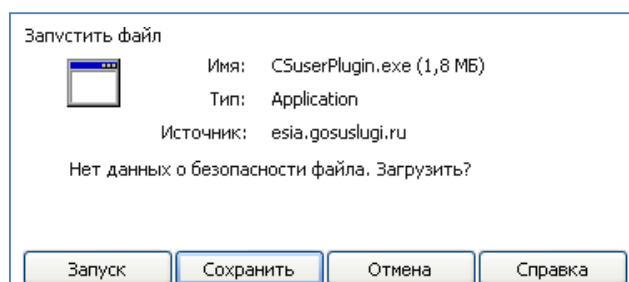 Запустить файл
Имя: CSuserPlugin.exe (1,8 МБ)
Тип: Application
Источник: esia.gosuslugi.ru
Нет данных о безопасности файла. Загрузить?
Запуск Сохранить Отмена Справка